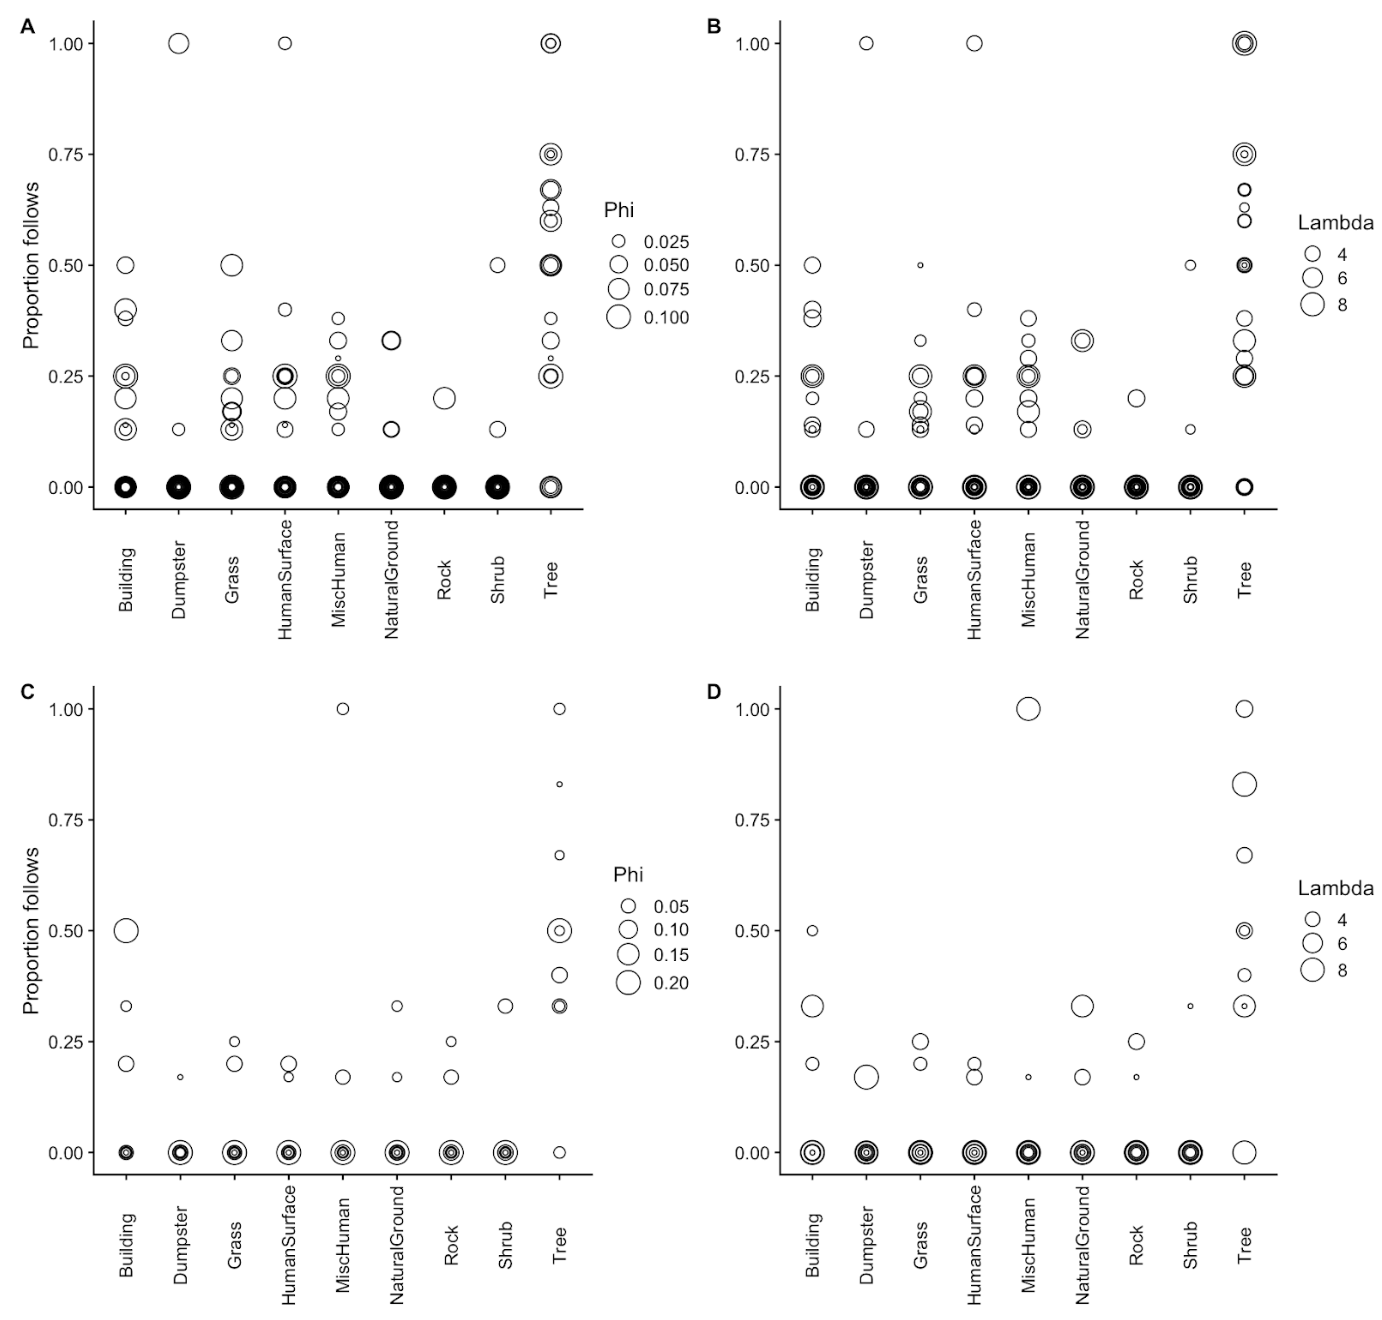 A
Proportion follows
1.00
0.75
0.50
0.25
0.00
Building
Dumpster
Grass
HumanSurface
MiscHuman
NaturalGround
Rock
Shrub
Tree
Phi
0.025
0.050
0.075
0.100
B
1.00
0.75
0.50
0.25
0.00
Building
Dumpster
Grass
HumanSurface
MiscHuman
NaturalGround
Rock
Shrub
Tree
Lambda
4
6
8
C
Proportion follows
1.00
0.75
0.50
0.25
0.00
Building
Dumpster
Grass
HumanSurface
MiscHuman
NaturalGround
Rock
Shrub
Tree
Phi
0.05
0.10
0.15
0.20
D
1.00
0.75
0.50
0.25
0.00
Building
Dumpster
Grass
HumanSurface
MiscHuman
NaturalGround
Rock
Shrub
Tree
Lambda
4
6
8